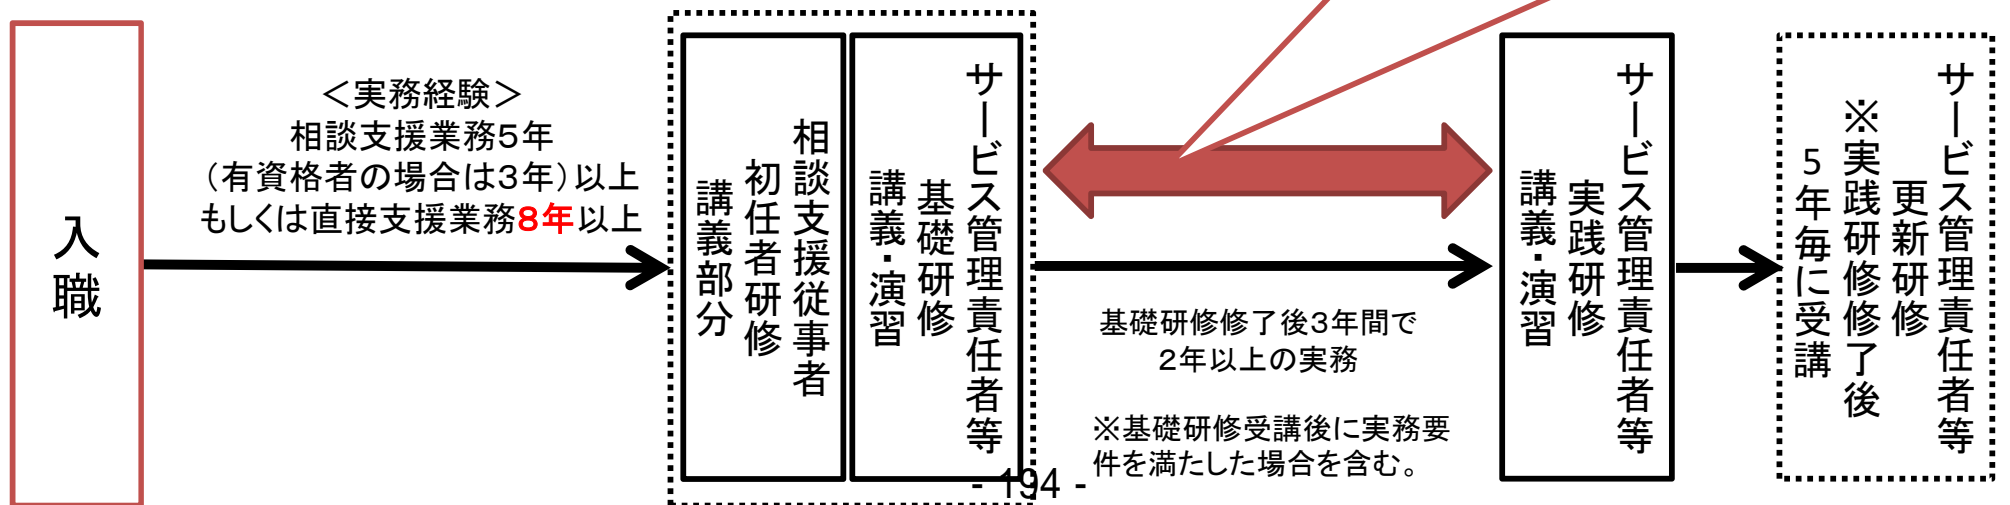 入職
＜実務経験＞
相談支援業務５年
（有資格者の場合は３年）以上
もしくは直接支援業務８年以上
相談支援従事者
初任者研修
講義部分
サービス管理責任者等
基礎研修
講義・演習
基礎研修修了後３年間で
２年以上の実務
※基礎研修受講後に実務要
件を満たした場合を含む。
サービス管理責任者等
実践研修
講義・演習
サービス管理責任者等
更新研修
※実践研修修了後
5年毎に受講
- 194 -